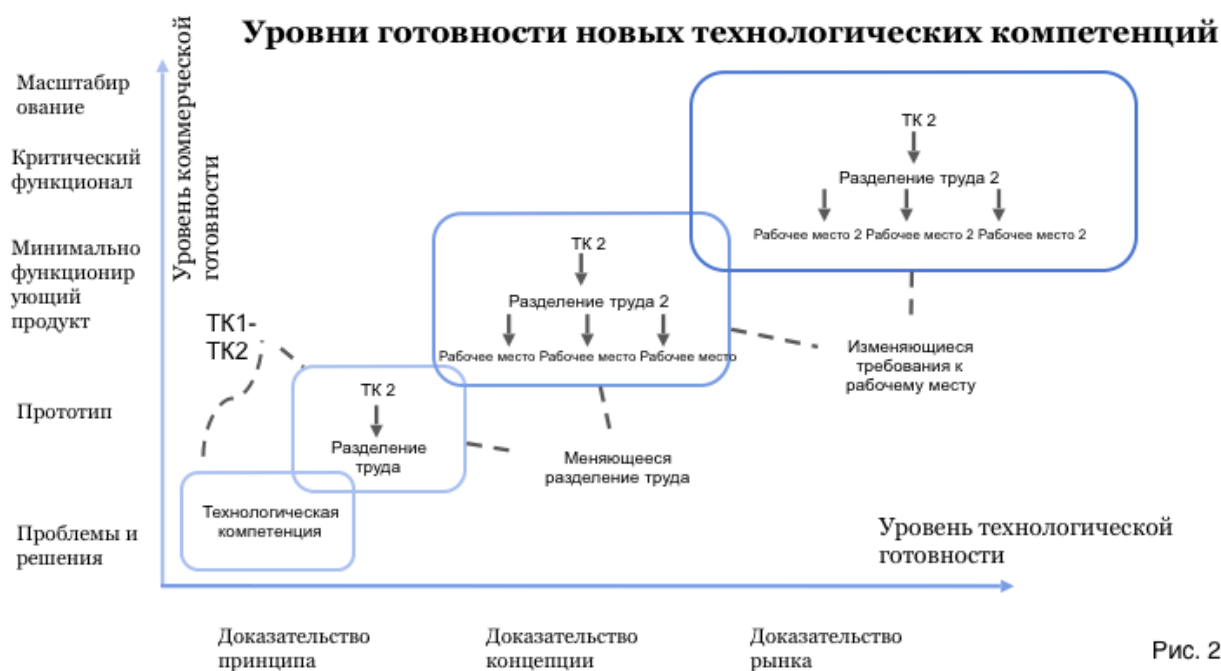 Уровни готовности новых технологических компетенций
Масштабир
ование
Критический
функционал
Минимально
функционир
ующий
продукт
Прототип
Проблемы и
решения
Уровень коммерческой
готовности
ТК1-
ТК2
Технологическая
компетенция
ТК 2
Разделение
труда
ТК 2
Разделение труда 2
Рабочее место Рабочее место Рабочее место
ТК 2
Разделение труда 2
Рабочее место 2 Рабочее место 2 Рабочее место 2
Меняющееся
разделение труда
Изменяющиеся
требования к
рабочему месту
Уровень технологической
готовности
Доказательство
принципа
Доказательство
концепции
Доказательство
рынка
Рис. 2